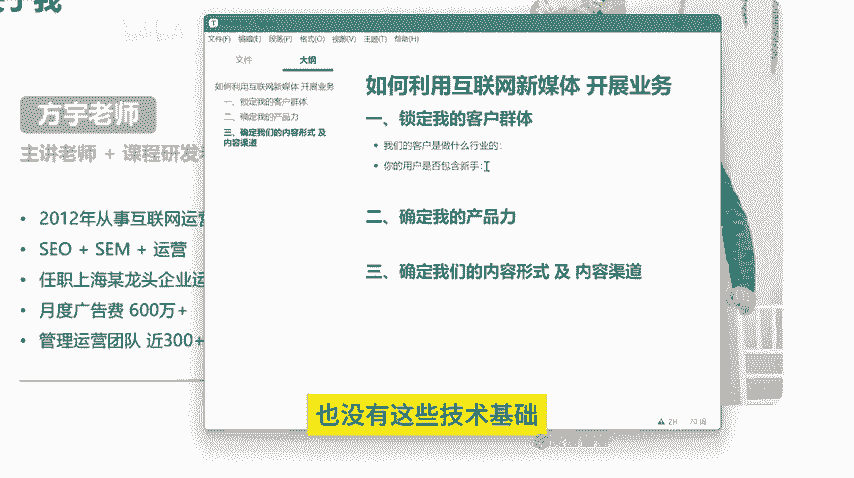 方宇老师
主讲老师 + 课程研发
• 2012年从事互联网运营
• SEO + SEM + 运营
• 任职上海某龙头企业运
• 月度广告费 600万+
• 管理运营团队 近300+
文件(F) 编辑(E) 段落(P) 格式(O) 视图(V) 主题(T) 帮助(H)
文件 大纲
如何利用互联网新媒体 开展业务
一、锁定我的客户群体
二、确定我的产品力
三、确定我们的内容形式 及
内容渠道
如何利用互联网新媒体 开展业务
一、锁定我的客户群体
• 我们的客户是做什么行业的:
• 你的用户是否包含新手:
二、确定我的产品力
三、确定我们的内容形式 及 内容渠道
ZH 70 词
也没有这些技术基础